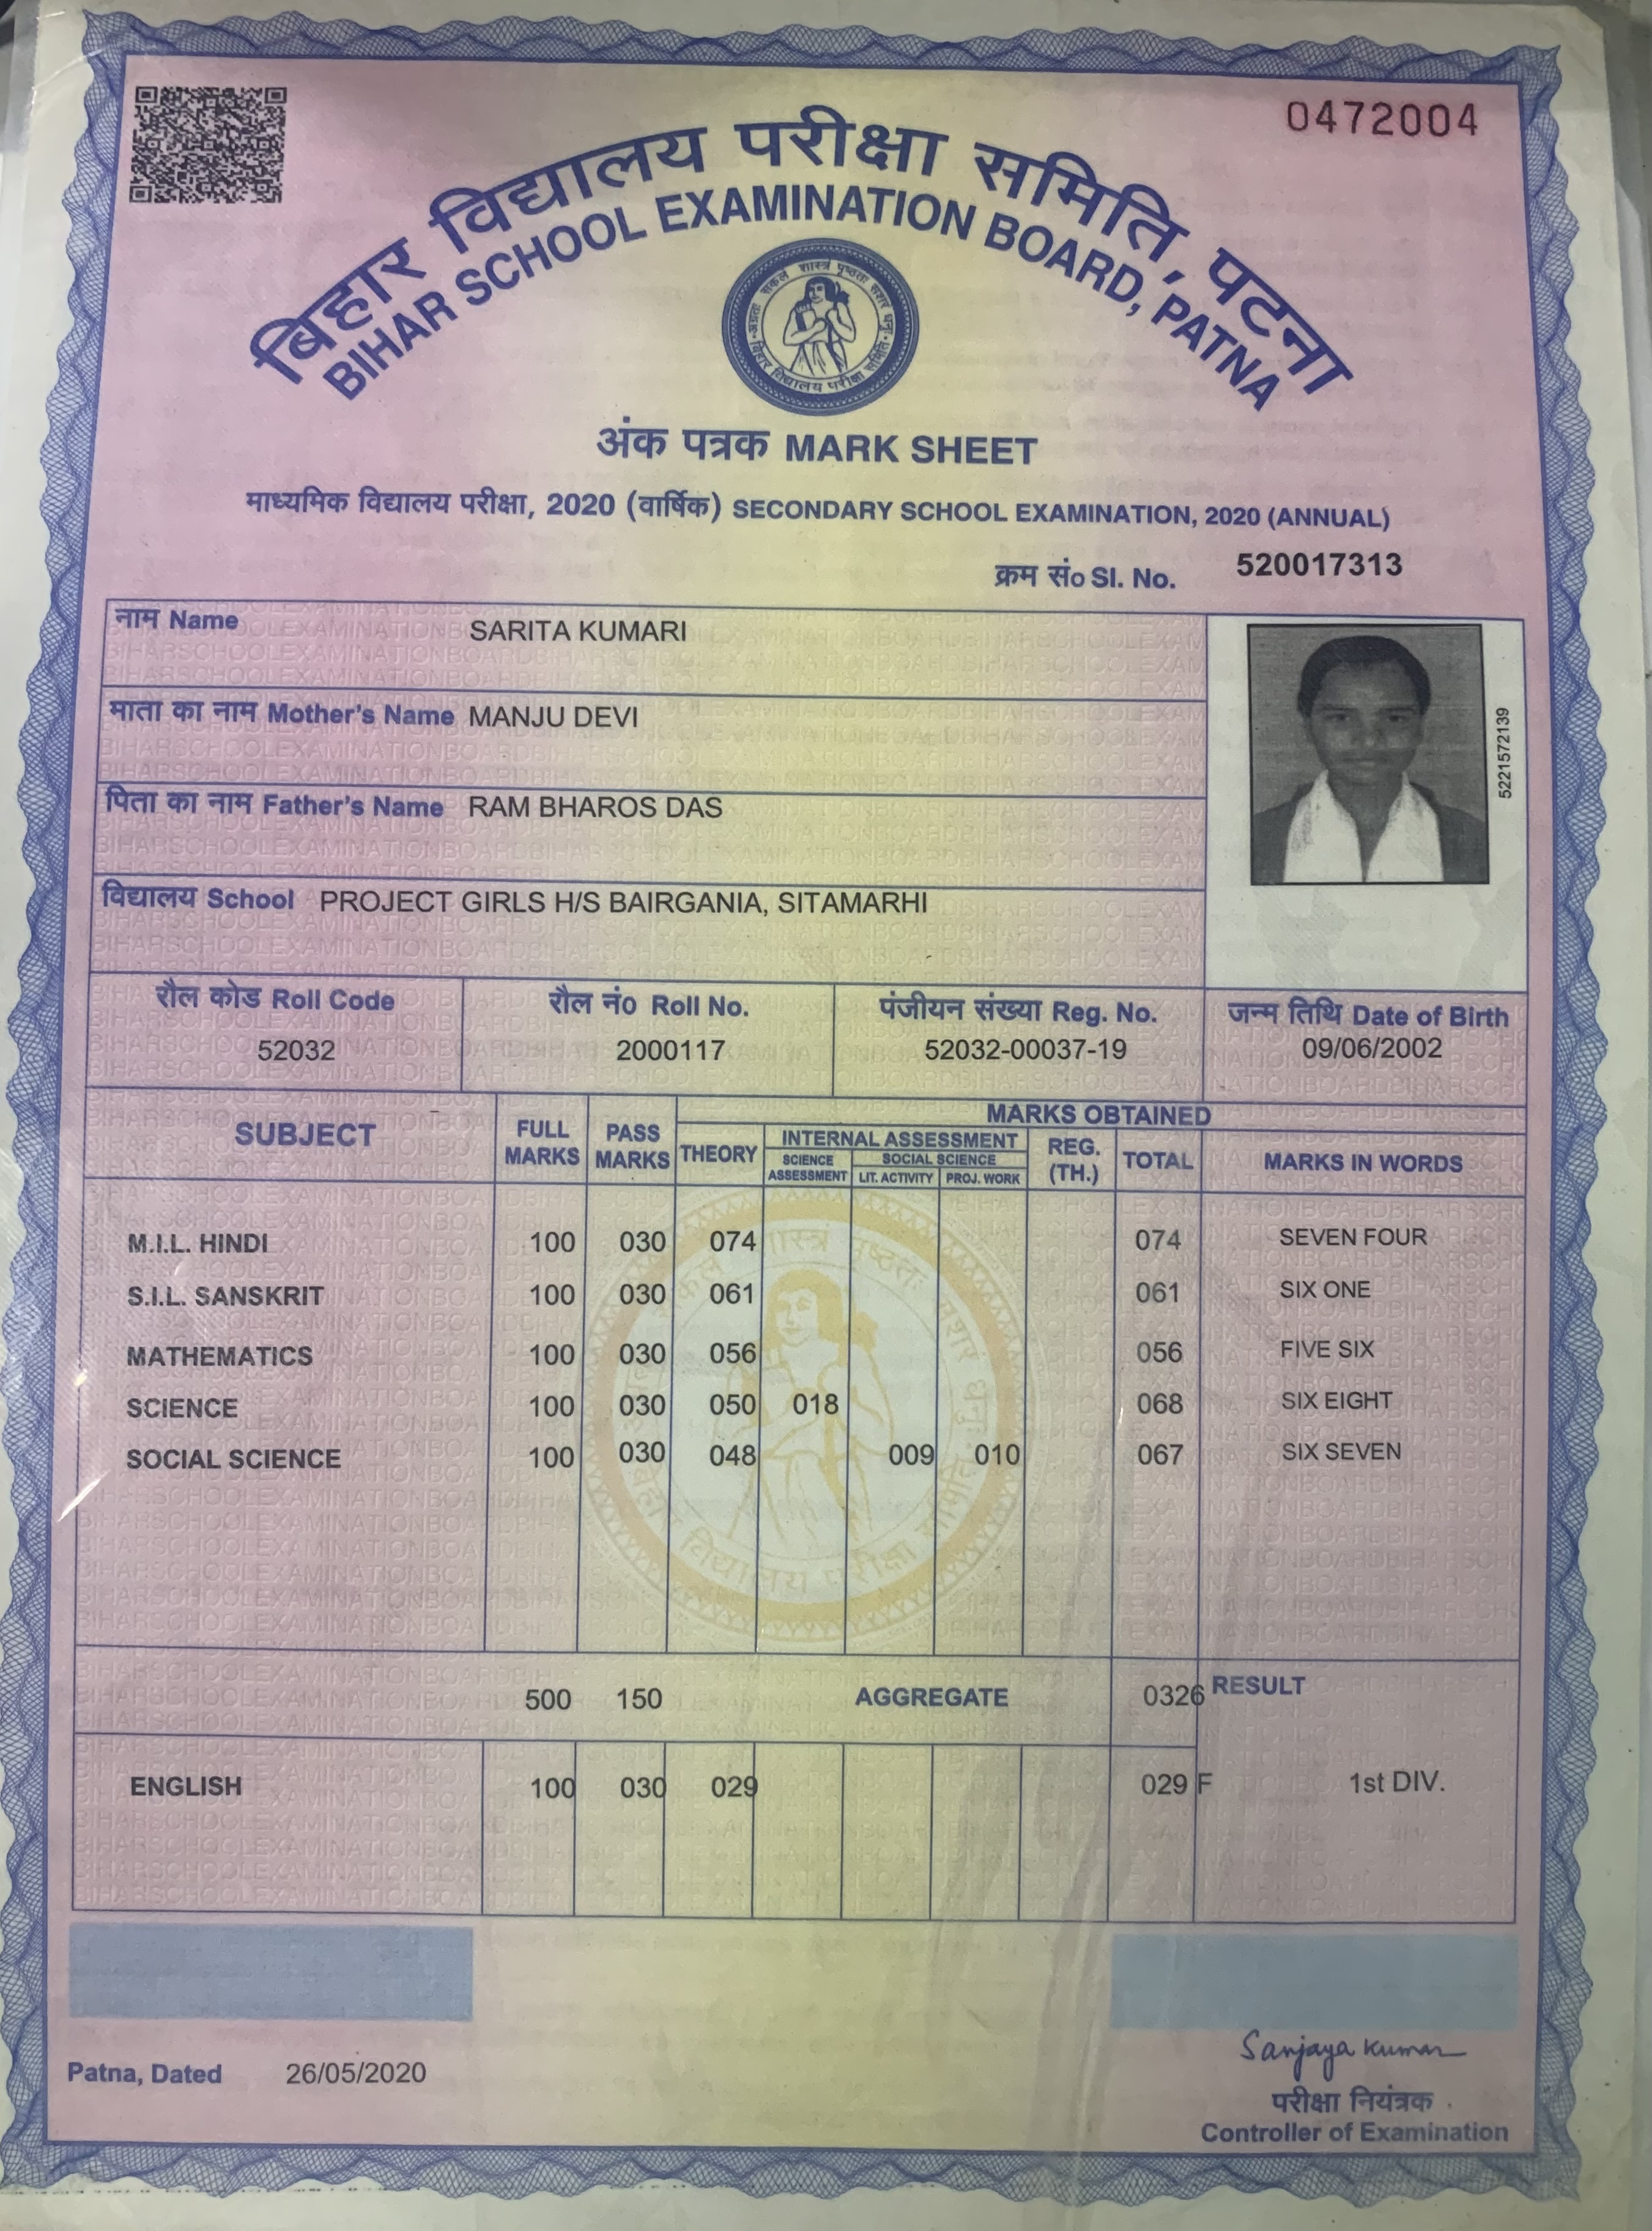 0472004
बिहार विद्यालय परीक्षा समिति, पटना
BIHAR SCHOOL EXAMINATION BOARD, PATNA
अंक पत्रक MARK SHEET
माध्यमिक विद्यालय परीक्षा, 2020 (वार्षिक) SECONDARY SCHOOL EXAMINATION, 2020 (ANNUAL)
क्रम सं० Sl. No. 520017313
नाम Name SARITA KUMARI
माता का नाम Mother's Name MANJU DEVI
पिता का नाम Father's Name RAM BHAROS DAS
5221572139
विद्यालय School PROJECT GIRLS H/S BAIRGANIA, SITAMARHI
रौल कोड Roll Code रौल नं० Roll No. पंजीयन संख्या Reg. No. जन्म तिथि Date of Birth
52032 2000117 52032-00037-19 09/06/2002
MARKS OBTAINED
SUBJECT FULL MARKS PASS MARKS THEORY INTERNAL ASSESSMENT REG. (TH.) TOTAL MARKS IN WORDS
SCIENCE ASSESSMENT SOCIAL SCIENCE
LIT. ACTIVITY PROJ. WORK
M.I.L. HINDI 100 030 074 074 SEVEN FOUR
S.I.L. SANSKRIT 100 030 061 061 SIX ONE
MATHEMATICS 100 030 056 056 FIVE SIX
SCIENCE 100 030 050 018 068 SIX EIGHT
SOCIAL SCIENCE 100 030 048 009 010 067 SIX SEVEN
500 150 AGGREGATE 0326 RESULT
ENGLISH 100 030 029 029 F 1st DIV.
Sanjaya Kumar
Patna, Dated 26/05/2020
परीक्षा नियंत्रक
Controller of Examination